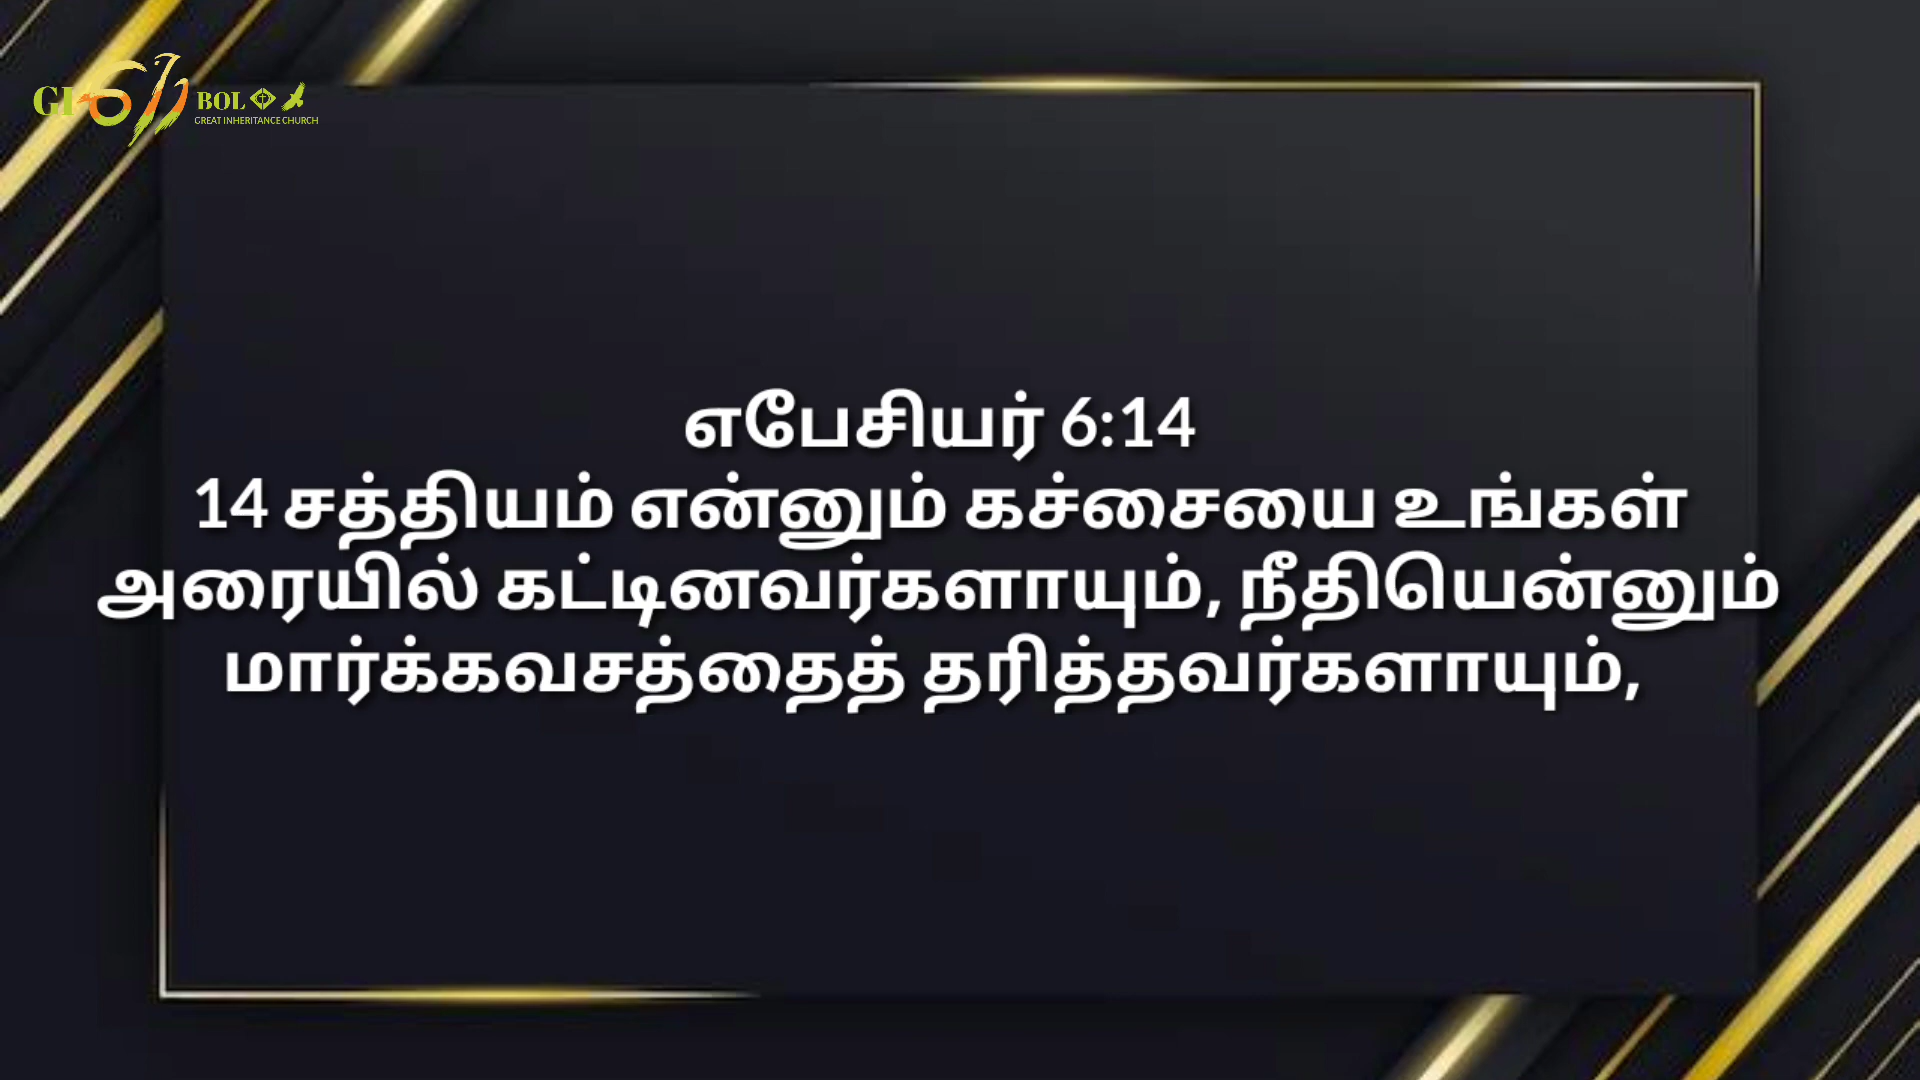 GI
BOL
GREAT INHERITANCE CHURCH
எபேசியர் 6:14
14 சத்தியம் என்னும் கச்சையை உங்கள்
அரையில் கட்டினவர்களாயும், நீதியென்னும்
மார்க்கவசத்தைத் தரித்தவர்களாயும்,